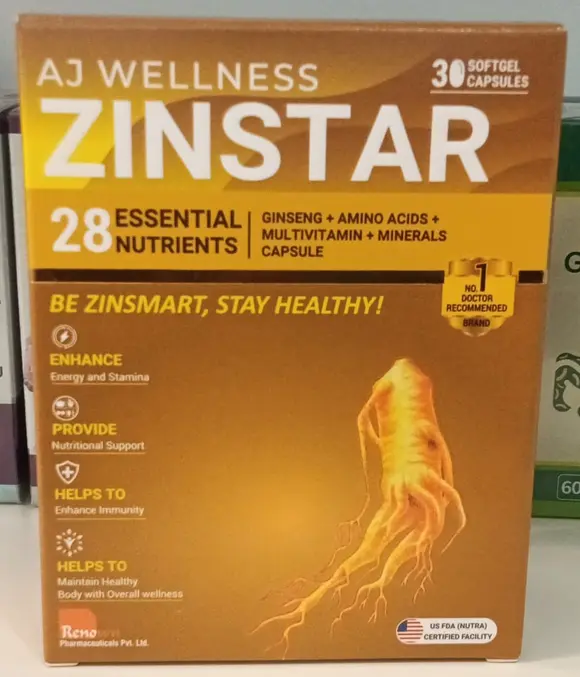 AJ WELLNESS
30 SOFTGEL
CAPSULES
ZINSTAR
28 ESSENTIAL
NUTRIENTS
GINSENG + AMINO ACIDS +
MULTIVITAMIN + MINERALS
CAPSULE
NO. 1
DOCTOR
RECOMMENDED
BRAND
BE ZINSMART, STAY HEALTHY!
ENHANCE
Energy and Stamina
PROVIDE
Nutritional Support
HELPS TO
Enhance Immunity
HELPS TO
Maintain Healthy
Body with Overall wellness
Reno
Pharmaceuticals Pvt. Ltd.
US FDA (NUTRA)
CERTIFIED FACILITY
G
60